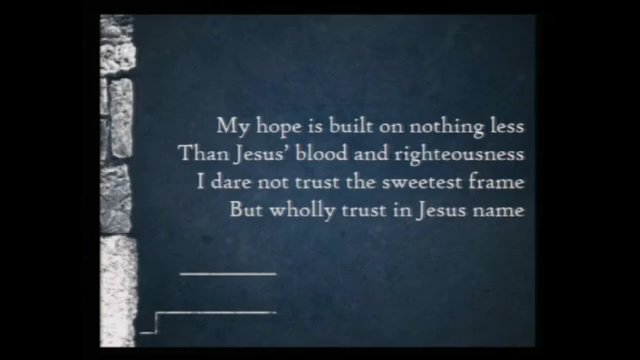 My hope is built on nothing less
Than Jesus' blood and righteousness
I dare not trust the sweetest frame
But wholly trust in Jesus name